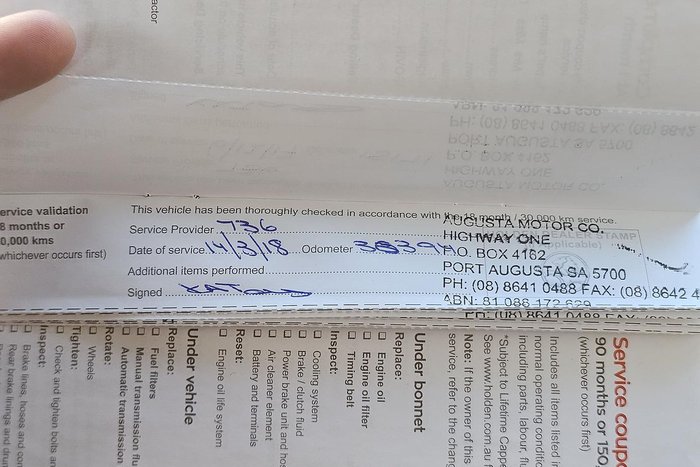 actor
ervice validation
8 months or
0,000 kms
whichever occurs first)
This vehicle has been thoroughly checked in accordance with the 18 month / 30,000 km service.
Service Provider 736
Date of service 14/3/18 Odometer
Additional items performed
Signed
AUGUSTA MOTOR CO.
HIGHWAY ONE
P.O. BOX 4162
PORT AUGUSTA SA 5700
PH: (08) 8641 0488 FAX: (08) 8642 4
ABN: 81 086 172 629
Service coup
90 months or 150
(whichever occurs first)
Includes all items listed i
normal operating conditi
including parts, labour, flu
*Subject to Lifetime Cappe
See www.holden.com.au
Note: If the owner of this
service, refer to the chang
Under bonnet
Replace:
Engine oil
Engine oil filter
Timing belt
Inspect:
Cooling system
Brake / clutch fluid
Power brake unit and hos
Air cleaner element
Battery and terminals
Reset:
Engine oil life system
Under vehicle
Replace:
Fuel filters
Manual transmission flu
Automatic transmission
Rotate:
Wheels
Tighten:
Check and tighten bolts an
Inspect:
Brake lines, hoses and con
Rear brake linings and drum